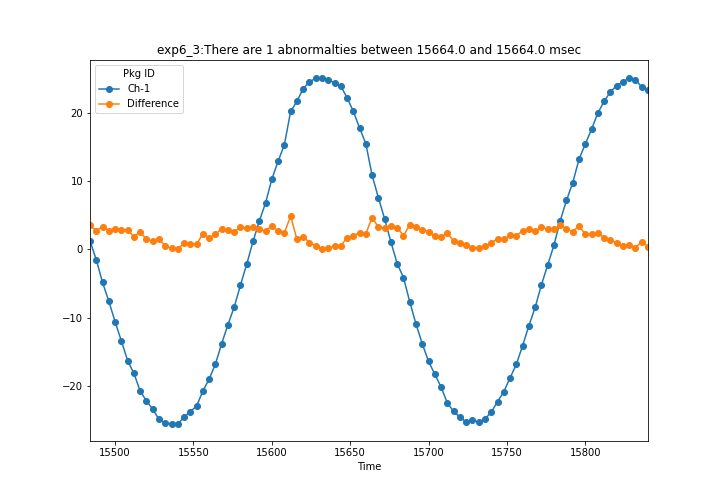 exp6_3:There are 1 abnormalties between 15664.0 and 15664.0 msec
Pkg ID
Ch-1
Difference
20
10
0
−10
−20
15500 15550 15600 15650 15700 15750 15800
Time